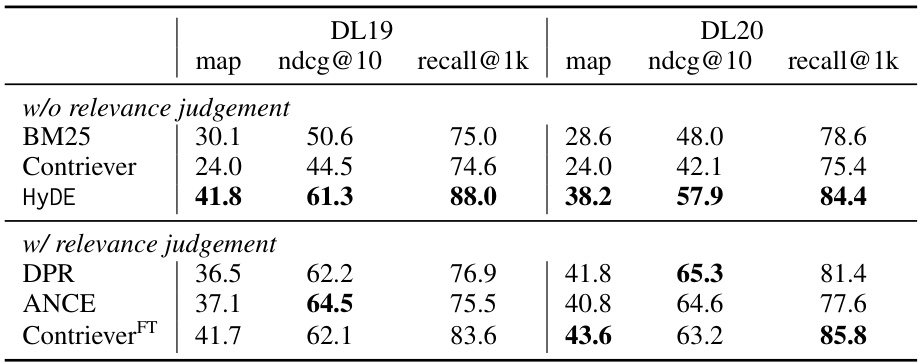 DL19 DL20
map ndcg@10 recall@1k map ndcg@10 recall@1k
w/o relevance judgement
BM25 30.1 50.6 75.0 28.6 48.0 78.6
Contriever 24.0 44.5 74.6 24.0 42.1 75.4
HyDE 41.8 61.3 88.0 38.2 57.9 84.4
w/ relevance judgement
DPR 36.5 62.2 76.9 41.8 65.3 81.4
ANCE 37.1 64.5 75.5 40.8 64.6 77.6
Contriever^FT 41.7 62.1 83.6 43.6 63.2 85.8